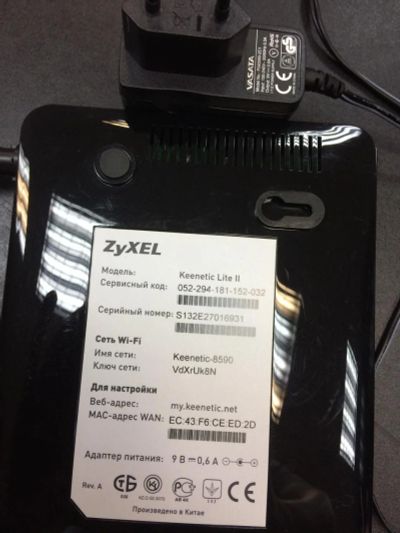 VASATA
ZyXEL
Модель: Keenetic Lite II
Сервисный код: 052-294-181-152-032
Серийный номер: S132E27016931
Сеть Wi-Fi
Имя сети: Keenetic-8590
Ключ сети: VdXrUk8N
Для настройки
Веб-адрес: my.keenetic.net
MAC-адрес WAN: EC:43:F6:CE:ED:2D
Адаптер питания: 9 В 0,6 А
Rev. A
Произведено в Китае